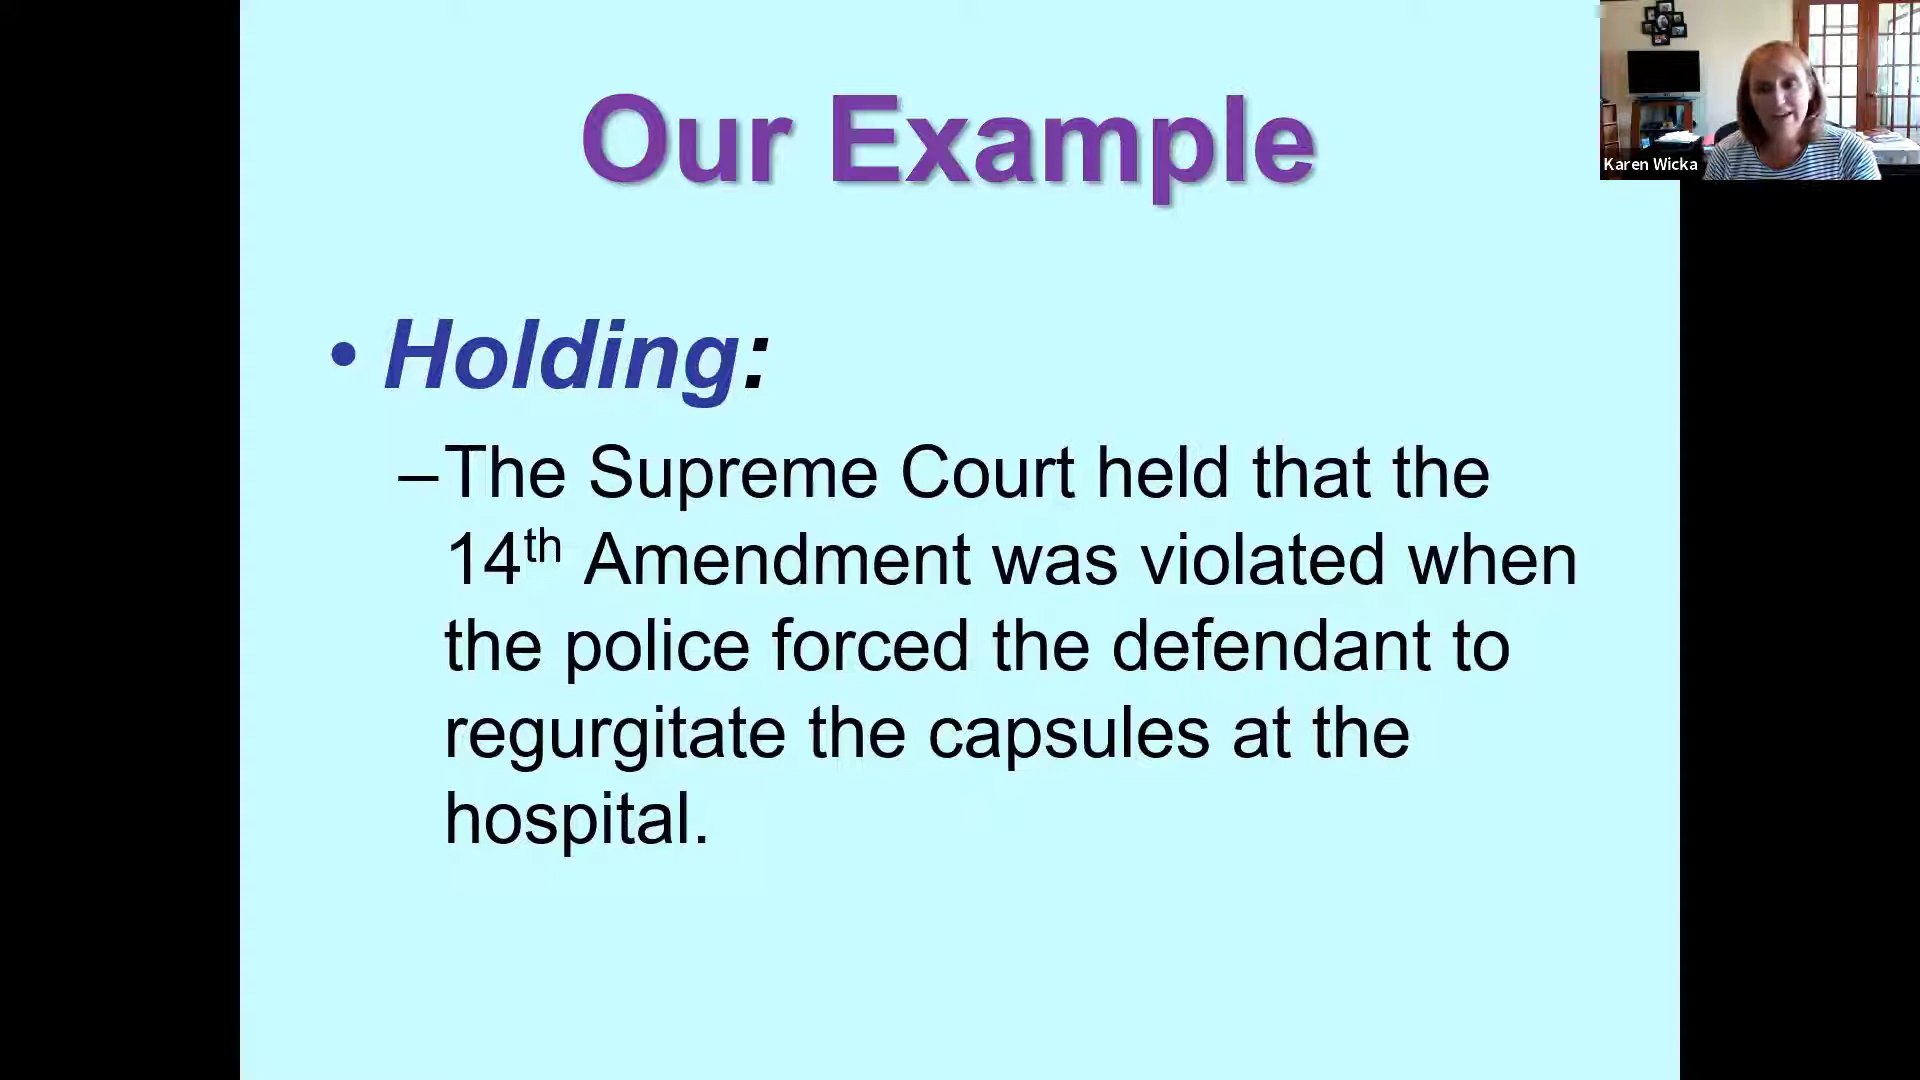 Our Example
Karen Wicka
• Holding:
–The Supreme Court held that the
14th Amendment was violated when
the police forced the defendant to
regurgitate the capsules at the
hospital.